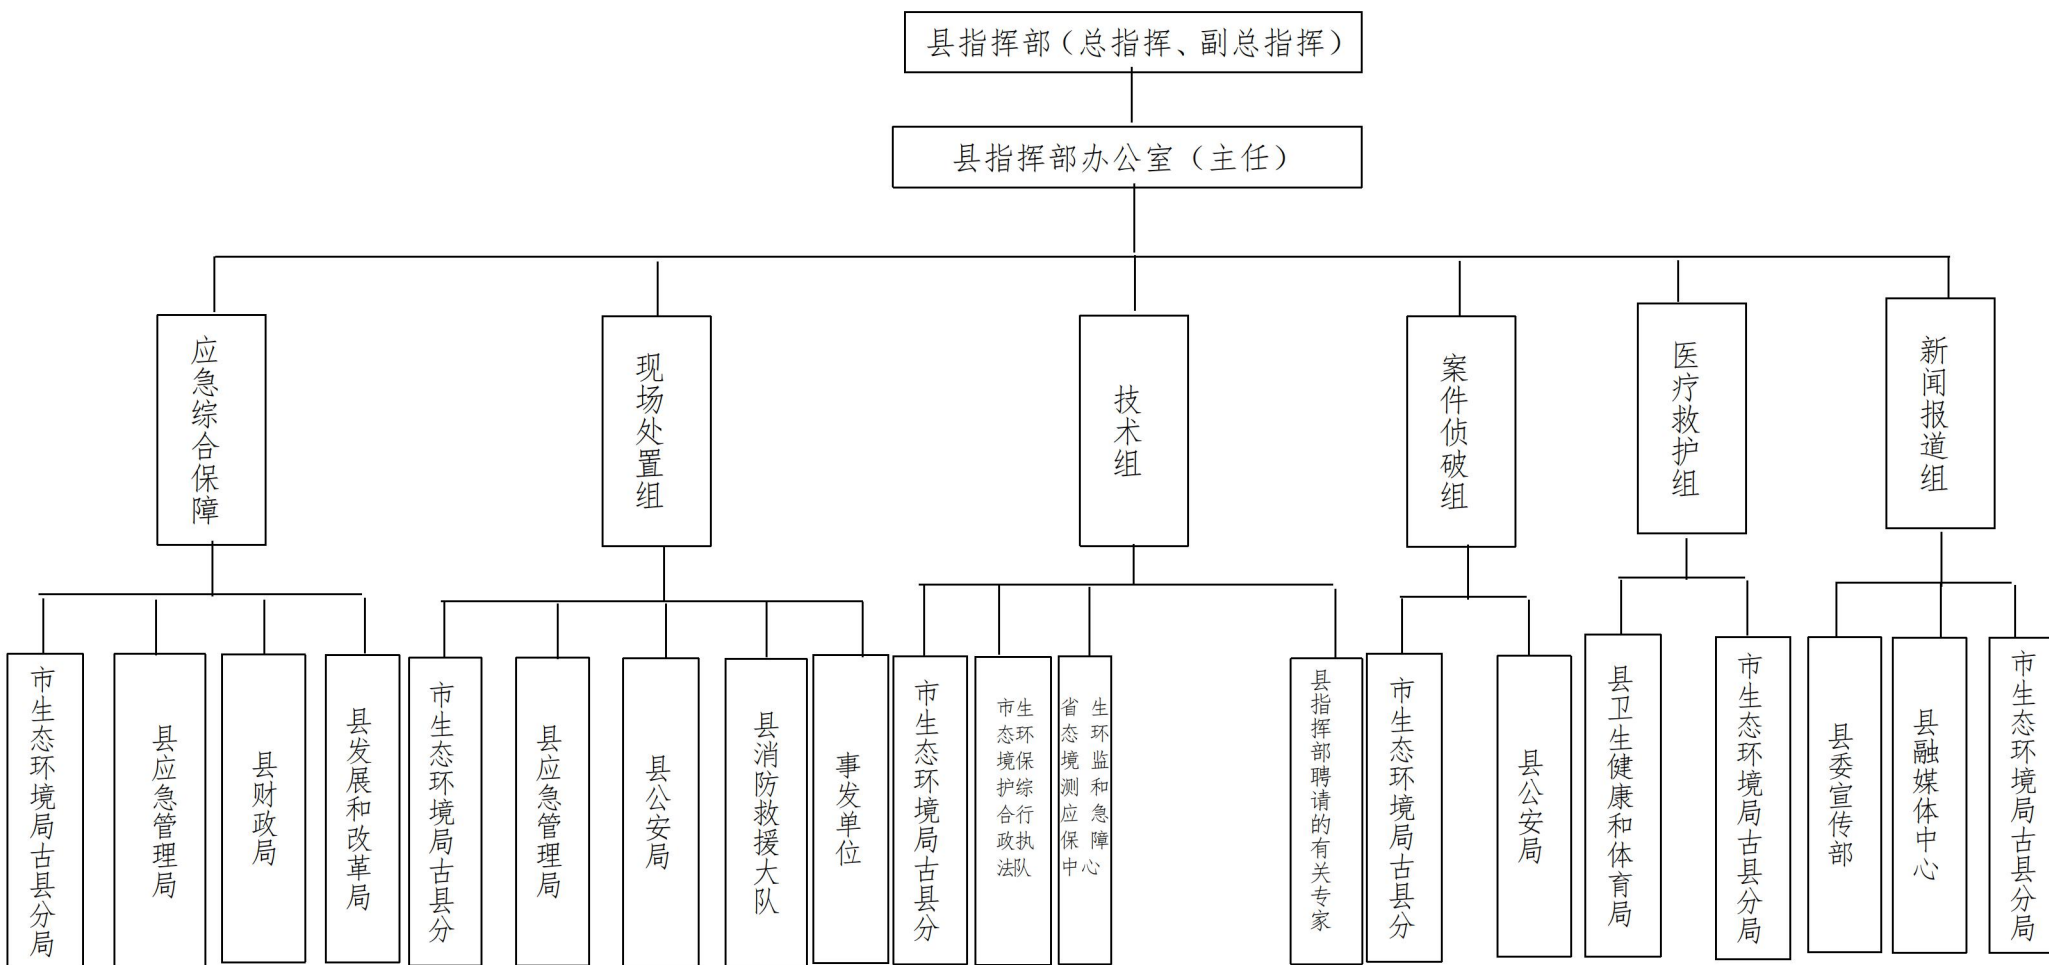 县指挥部（总指挥、副总指挥）
县指挥部办公室（主任）
应急综合保障
现场处置组
技术组
案件侦破组
医疗救护组
新闻报道组
市生态环境局古县分局
县应急管理局
县财政局
县发展和改革局
市生态环境局古县分
县应急管理局
县公安局
县消防救援大队
事发单位
市生态环境局古县分
市生态环境保护综合行政执法队
省生态环境监测和应急保障中心
县指挥部聘请的有关专家
市生态环境局古县分
县公安局
县卫生健康和体育局
市生态环境局古县分局
县委宣传部
县融媒体中心
市生态环境局古县分局